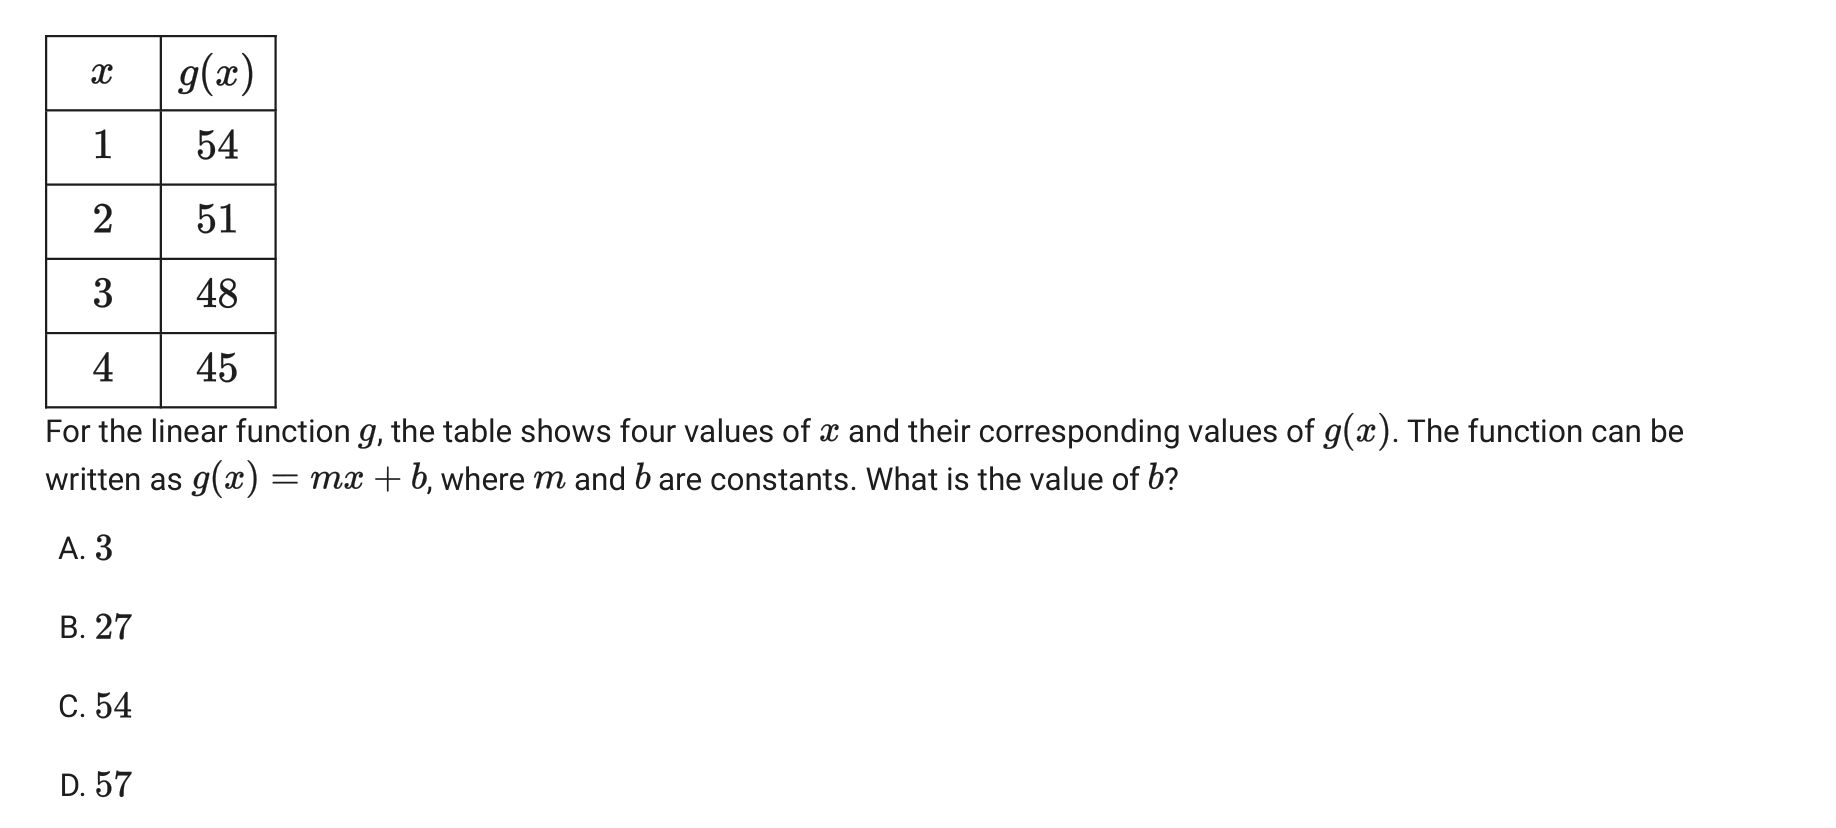 x g(x)
1 54
2 51
3 48
4 45
For the linear function g, the table shows four values of x and their corresponding values of g(x). The function can be
written as g(x) = mx + b, where m and b are constants. What is the value of b?
A. 3
B. 27
C. 54
D. 57